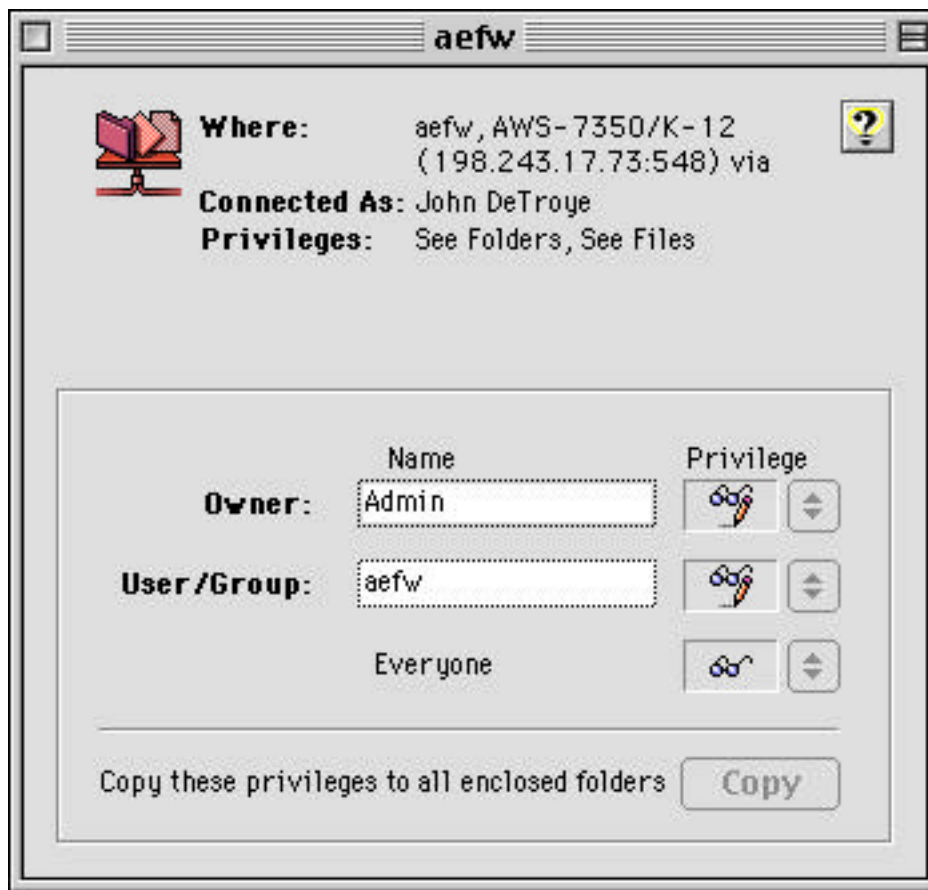 aefw
Where: aefw, AWS-7350/K-12
(198.243.17.73:548) via
Connected As: John DeTroye
Privileges: See Folders, See Files
Name Privilege
Owner: Admin
User/Group: aefw
Everyone
Copy these privileges to all enclosed folders Copy